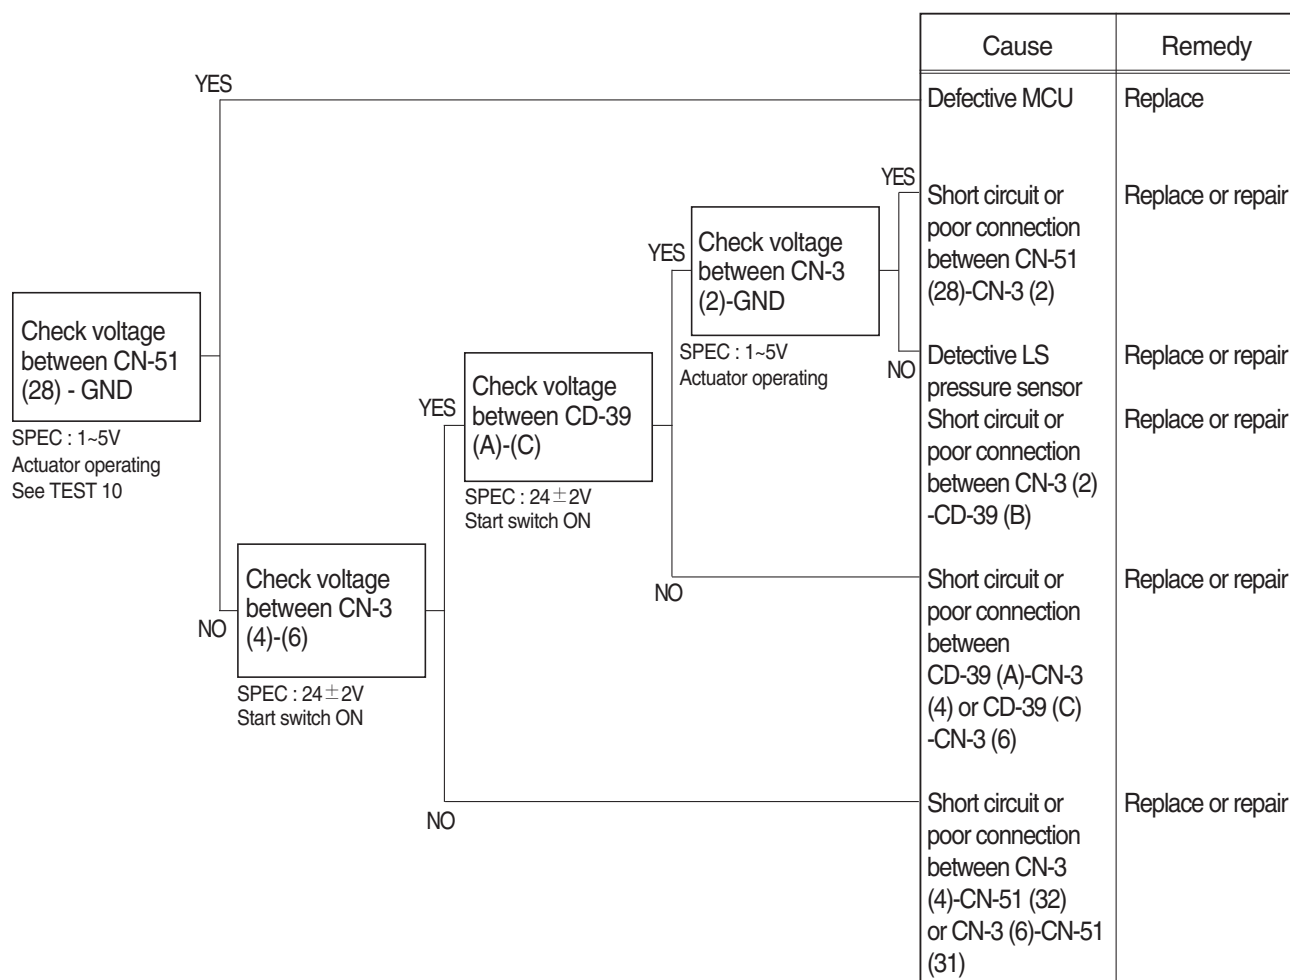 Cause Remedy
YES
Defective MCU Replace
YES
Short circuit or Replace or repair
poor connection
between CN-51
(28)-CN-3 (2)
YES
Check voltage
between CN-3
(2)-GND
SPEC : 1~5V
Actuator operating
NO
Detective LS Replace or repair
pressure sensor
Short circuit or Replace or repair
poor connection
between CN-3 (2)
-CD-39 (B)
Check voltage
between CN-51
(28) - GND
SPEC : 1~5V
Actuator operating
See TEST 10
YES
Check voltage
between CD-39
(A)-(C)
SPEC : 24±2V
Start switch ON
NO
Short circuit or Replace or repair
poor connection
between
CD-39 (A)-CN-3
(4) or CD-39 (C)
-CN-3 (6)
NO
Check voltage
between CN-3
(4)-(6)
SPEC : 24±2V
Start switch ON
NO
Short circuit or Replace or repair
poor connection
between CN-3
(4)-CN-51 (32)
or CN-3 (6)-CN-51
(31)